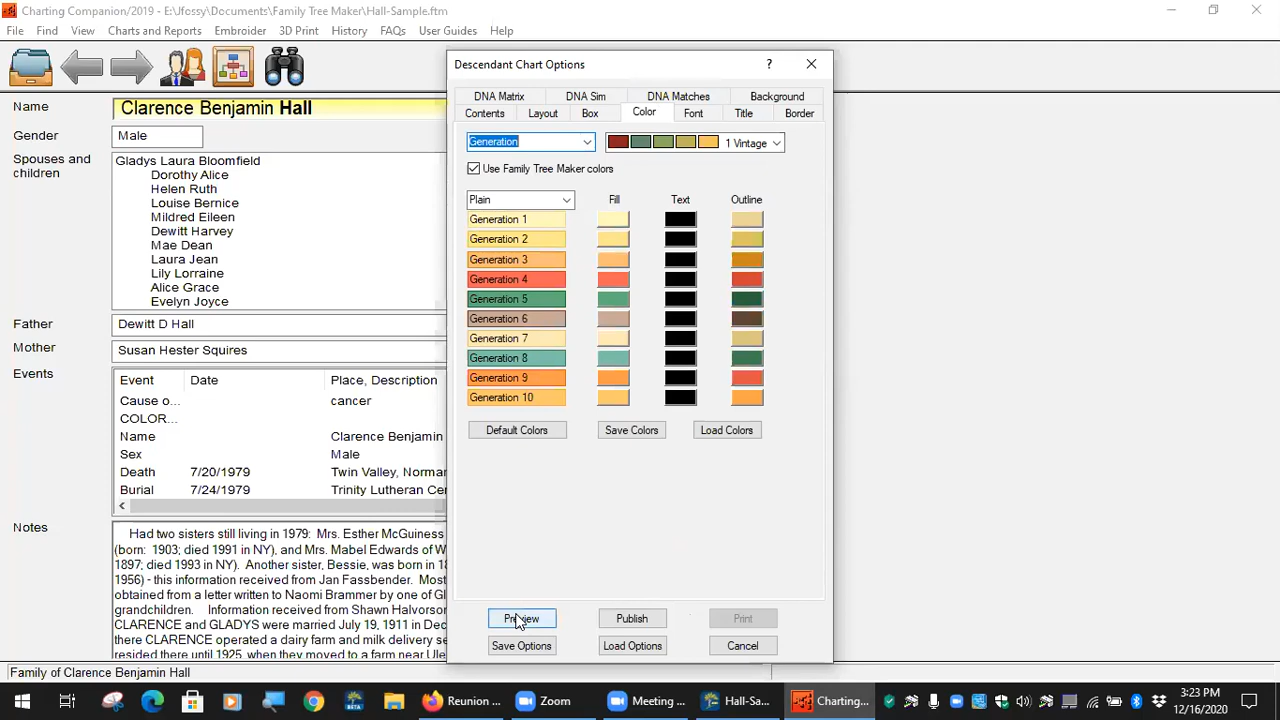 Charting Companion/2019 - E:\Jfossy\Documents\Family Tree Maker\Hall-Sample.ftm
File Find View Charts and Reports Embroider 3D Print History FAQs User Guides Help
Name
Clarence Benjamin Hall
Gender
Male
Spouses and
children
Gladys Laura Bloomfield
Dorothy Alice
Helen Ruth
Louise Bernice
Mildred Eileen
Dewitt Harvey
Mae Dean
Laura Jean
Lily Lorraine
Alice Grace
Evelyn Joyce
Father
Dewitt D Hall
Mother
Susan Hester Squires
Events
Event Date Place, Description
Cause o... cancer
COLOR...
Name Clarence Benjamin
Sex Male
Death 7/20/1979 Twin Valley, Norman
Burial 7/24/1979 Trinity Lutheran Cer
Notes
Had two sisters still living in 1979: Mrs. Esther McGuiness
(born: 1903; died 1991 in NY), and Mrs. Mabel Edwards of W
1897; died 1993 in NY). Another sister, Bessie, was born in 18
1956) - this information received from Jan Fassbender. Most
obtained from a letter written to Naomi Brammer by one of Gl
grandchildren. Information received from Shawn Halvorso
CLARENCE and GLADYS were married July 19, 1911 in Dec
there CLARENCE operated a dairy farm and milk delivery se
resided there until 1925, when they moved to a farm near Ule
Family of Clarence Benjamin Hall
Descendant Chart Options
?
DNA Matrix DNA Sim DNA Matches Background
Contents Layout Box Color Font Title Border
Generation
1 Vintage
Use Family Tree Maker colors
Plain Fill Text Outline
Generation 1
Generation 2
Generation 3
Generation 4
Generation 5
Generation 6
Generation 7
Generation 8
Generation 9
Generation 10
Default Colors Save Colors Load Colors
Preview Publish Print
Save Options Load Options Cancel
BETA
Reunion ...
Zoom
Meeting ...
Hall-Sa...
Charting...
3:23 PM
12/16/2020